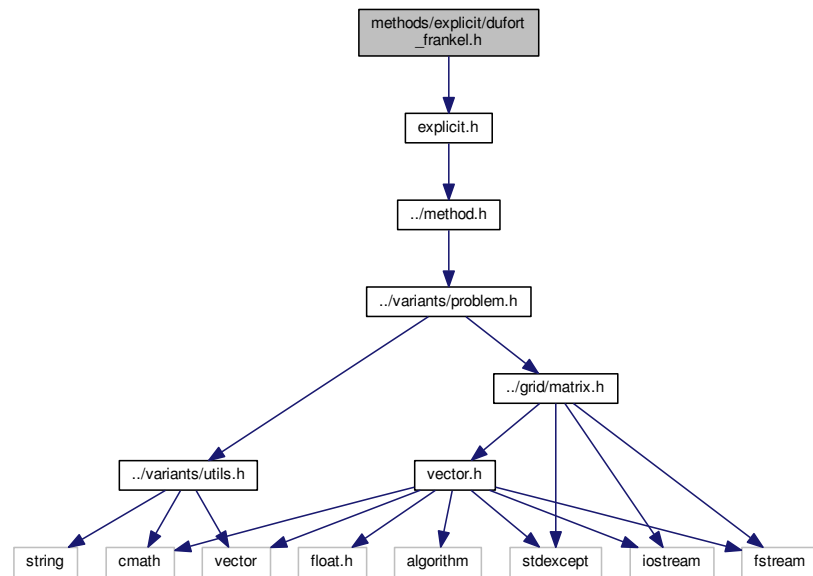 methods/explicit/dufort
_frankel.h
explicit.h
../method.h
../variants/problem.h
../grid/matrix.h
../variants/utils.h
vector.h
string
cmath
vector
float.h
algorithm
stdexcept
iostream
fstream